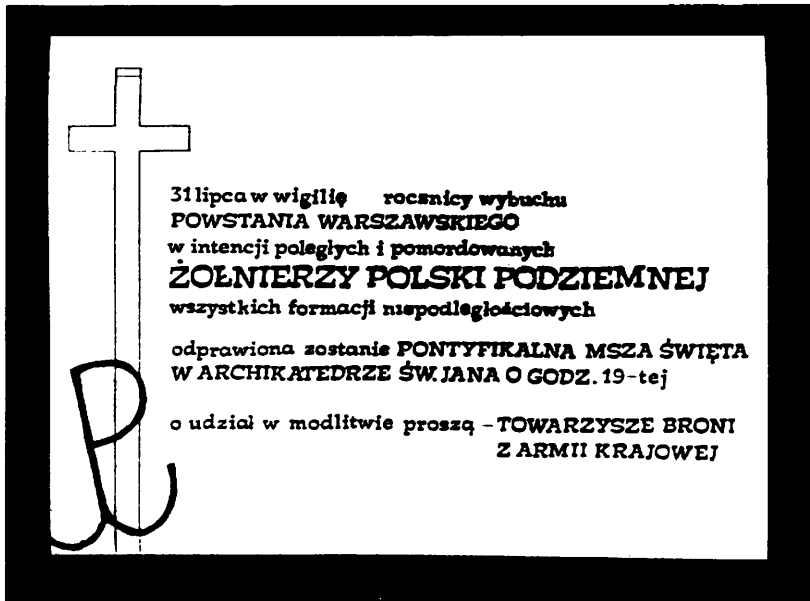 31 lipca w wigilię rocznicy wybuchu
POWSTANIA WARSZAWSKIEGO
w intencji poległych i pomordowanych
ŻOŁNIERZY POLSKI PODZIEMNEJ
wszystkich formacji niepodległościowych
odprawiona zostanie PONTYFIKALNA MSZA ŚWIĘTA
W ARCHIKATEDRZE ŚW. JANA O GODZ. 19-tej
o udział w modlitwie proszą – TOWARZYSZE BRONI
Z ARMII KRAJOWEJ